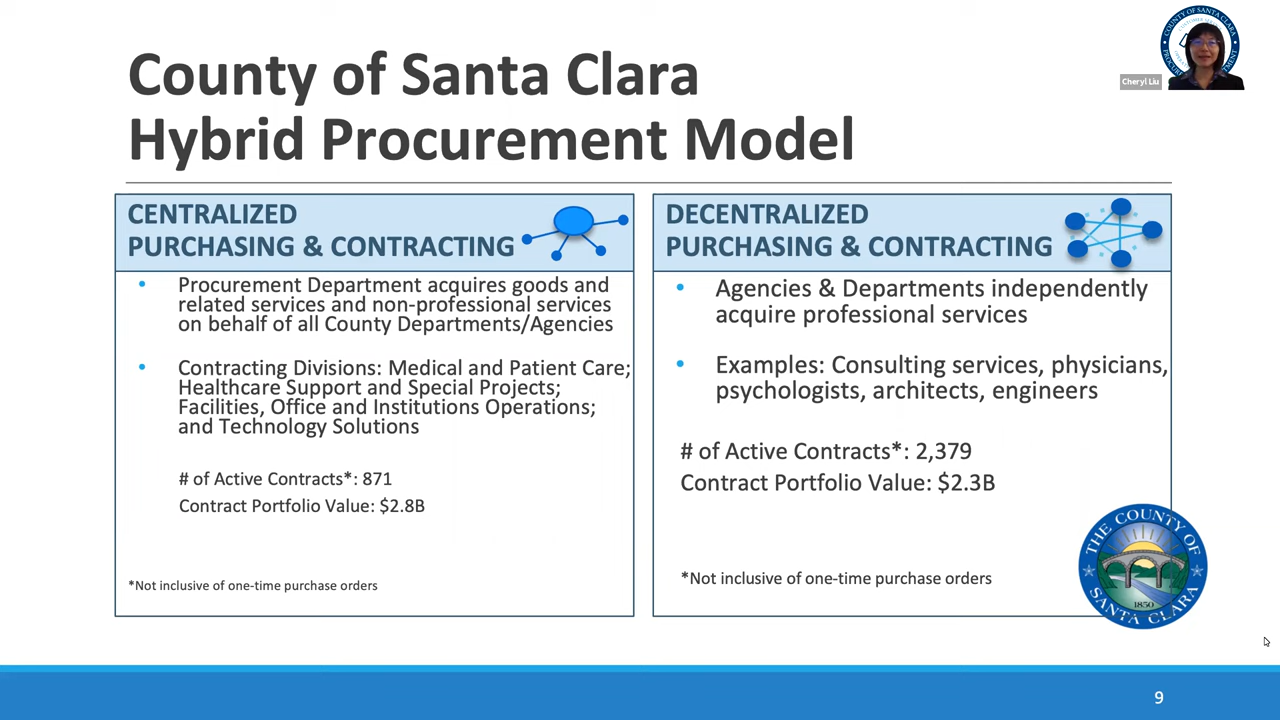 County of Santa Clara
Hybrid Procurement Model
Cheryl Liu
CENTRALIZED
PURCHASING & CONTRACTING
• Procurement Department acquires goods and
related services and non-professional services
on behalf of all County Departments/Agencies
• Contracting Divisions: Medical and Patient Care;
Healthcare Support and Special Projects;
Facilities, Office and Institutions Operations;
and Technology Solutions
# of Active Contracts*: 871
Contract Portfolio Value: $2.8B
*Not inclusive of one-time purchase orders
DECENTRALIZED
PURCHASING & CONTRACTING
• Agencies & Departments independently
acquire professional services
• Examples: Consulting services, physicians,
psychologists, architects, engineers
# of Active Contracts*: 2,379
Contract Portfolio Value: $2.3B
*Not inclusive of one-time purchase orders
THE COUNTY OF
SANTA CLARA
1850
COUNTY OF SANTA CLARA
9